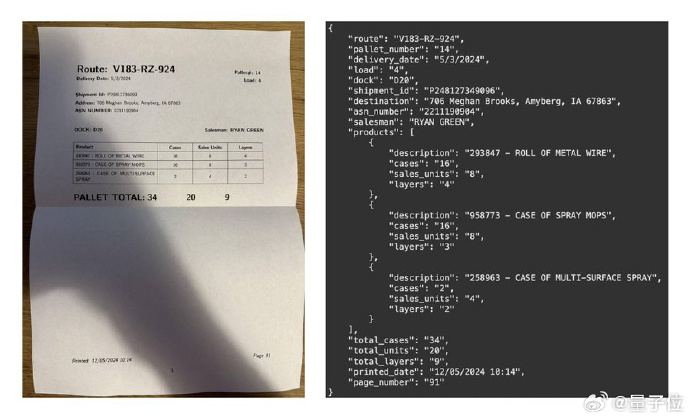 Route: V183-RZ-924
Delivery Date: 5/3/2024
Pallet#: 14
Load: 4
Address: 706 Meghan Brooks, Amyberg, IA 67863
ASN NUMBER: 2211190904
DOCK: D20
Salesman: RYAN GREEN
Product Cases Sales Units Layers
293847 - ROLL OF METAL WIRE 16 8 4
958773 - CASE OF SPRAY MOPS 16 8 3
CASE OF MULTI-SURFACE 2 4 2
SPRAY
PALLET TOTAL: 34 20 9
Printed: 12/05/2024 10:14
Page 91
{
"route": "V183-RZ-924",
"pallet_number": "14",
"delivery_date": "5/3/2024",
"load": "4",
"dock": "D20",
"shipment_id": "P248127349096",
"destination": "706 Meghan Brooks, Amyberg, IA 67863",
"asn_number": "2211190904",
"salesman": "RYAN GREEN",
"products": [
{
"description": "293847 - ROLL OF METAL WIRE",
"cases": "16",
"sales_units": "8",
"layers": "4"
},
{
"description": "958773 - CASE OF SPRAY MOPS",
"cases": "16",
"sales_units": "8",
"layers": "3"
},
{
"description": "258963 - CASE OF MULTI-SURFACE SPRAY",
"cases": "2",
"sales_units": "4",
"layers": "2"
}
],
"total_cases": "34",
"total_units": "20",
"total_layers": "9",
"printed_date": "12/05/2024 10:14",
"page_number": "91"
}
@量子位